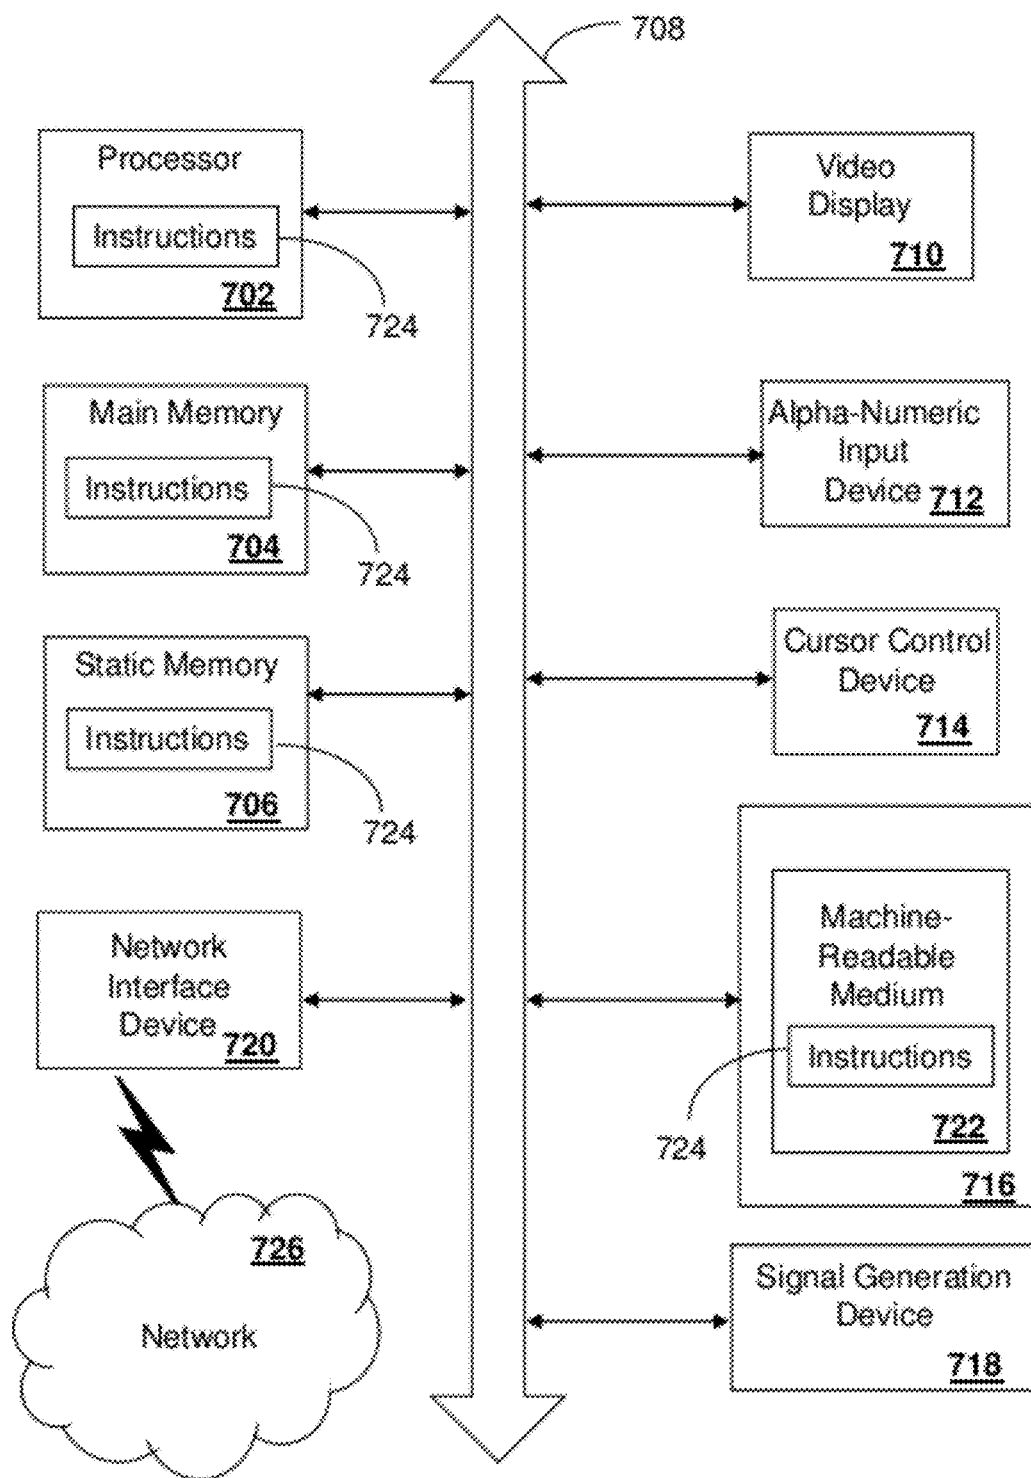 708
Processor
Instructions
702
724
Main Memory
Instructions
704
724
Static Memory
Instructions
706
724
Network
Interface
Device
720
726
Network
Video
Display
710
Alpha-Numeric
Input
Device
712
Cursor Control
Device
714
Machine-
Readable
Medium
Instructions
724
722
716
Signal Generation
Device
718